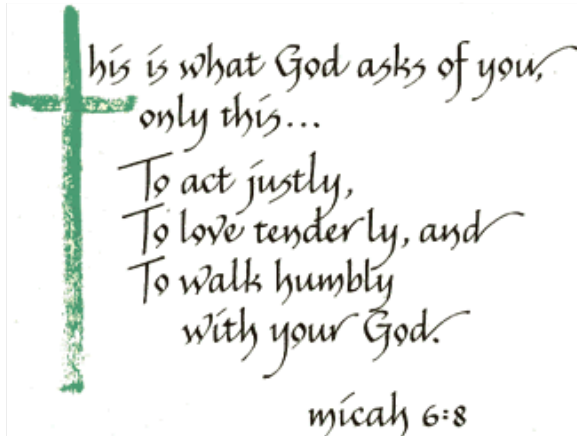 This is what God asks of you,
only this...
To act justly,
To love tenderly, and
To walk humbly
with your God.
micah 6:8